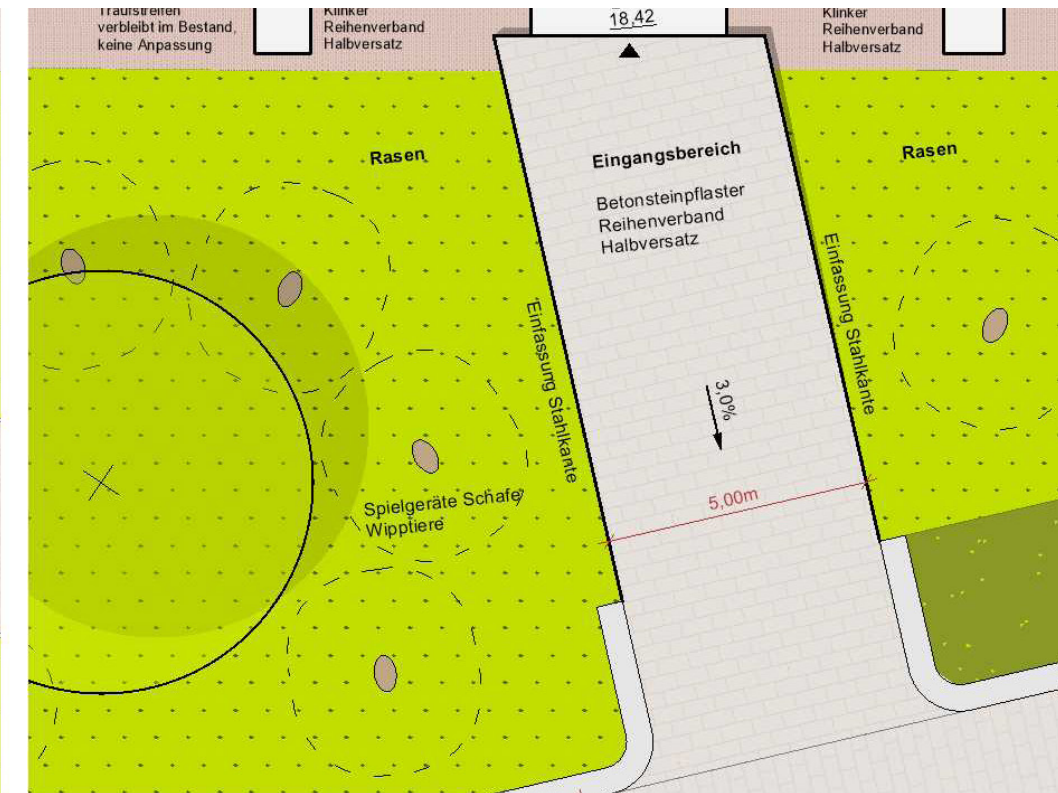 Traufstreifen
verbleibt im Bestand,
keine Anpassung
Klinker
Reihenverband
Halbversatz
18,42
Klinker
Reihenverband
Halbversatz
Rasen
Eingangsbereich
Betonsteinpflaster
Reihenverband
Halbversatz
Rasen
Einfassung Stahlkante
Einfassung Stahlkante
3,0%
5,00m
Spielgeräte Schafe
Wipptiere